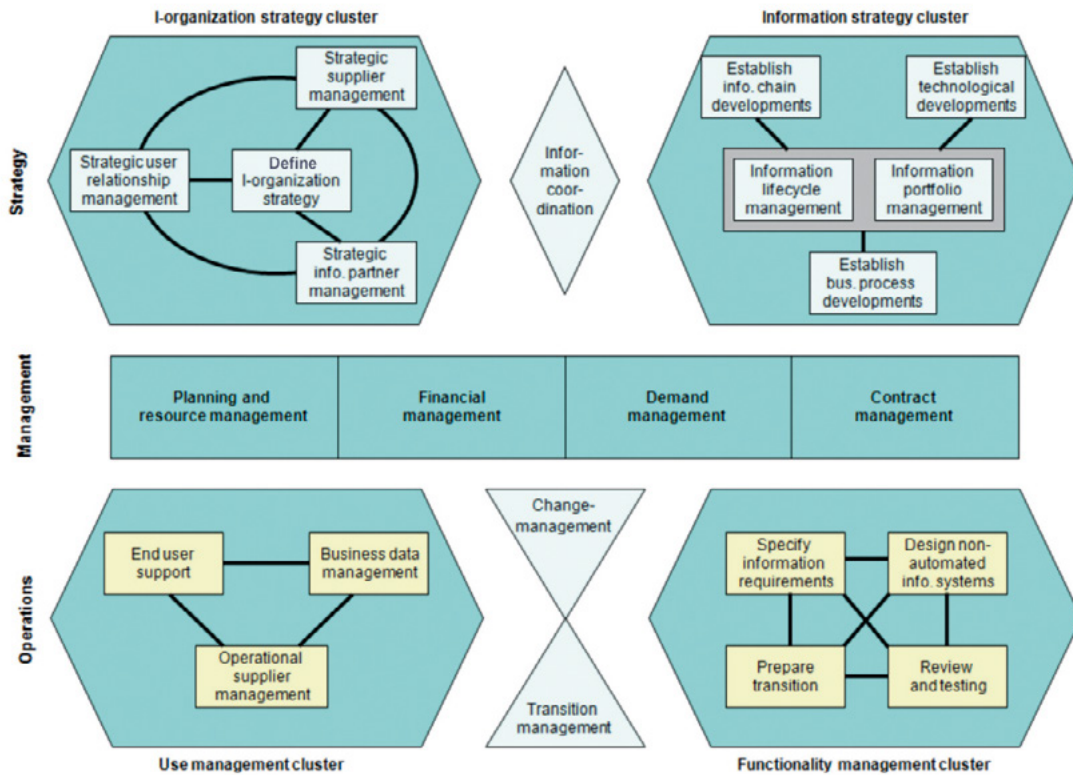 I-organization strategy cluster
Information strategy cluster
Strategy
Strategic
supplier
management
Strategic user
relationship
management
Define
I-organization
strategy
Strategic
info. partner
management
Infor-
mation
coor-
dination
Establish
info. chain
developments
Establish
technological
developments
Information
lifecycle
management
Information
portfolio
management
Establish
bus. process
developments
Management
Planning and
resource management
Financial
management
Demand
management
Contract
management
Operations
End user
support
Business data
management
Operational
supplier
management
Change-
management
Transition
management
Specify
information
requirements
Design non-
automated
info. systems
Prepare
transition
Review
and testing
Use management cluster
Functionality management cluster